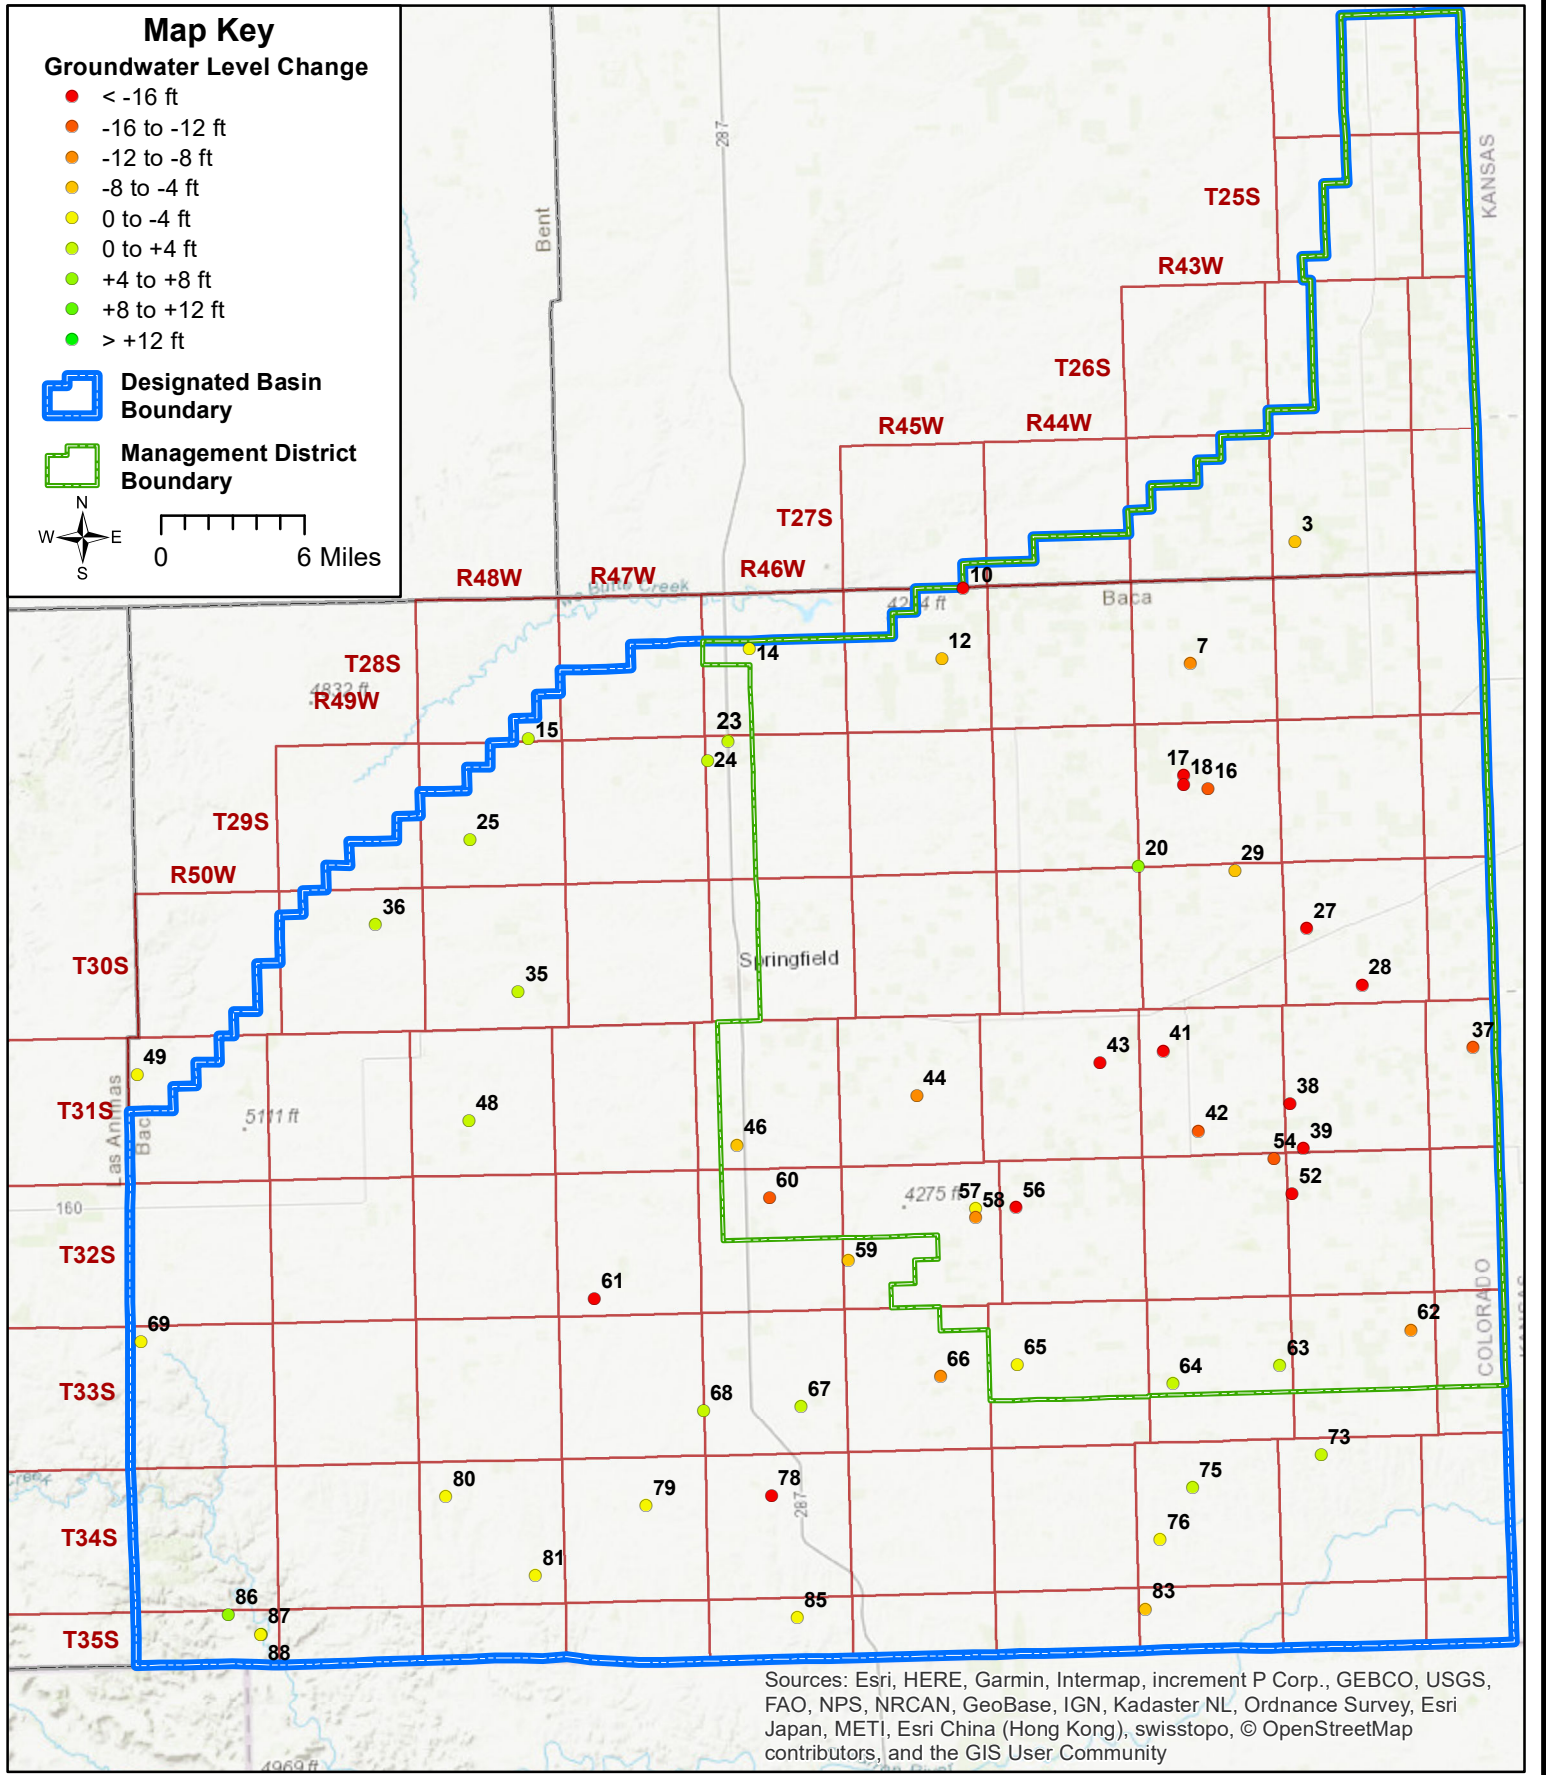 Map Key
Groundwater Level Change
< -16 ft
-16 to -12 ft
-12 to -8 ft
-8 to -4 ft
0 to -4 ft
0 to +4 ft
+4 to +8 ft
+8 to +12 ft
> +12 ft
Designated Basin
Boundary
Management District
Boundary
N
W E
S
0 6 Miles
287
Bent
KANSAS
T25S
R43W
T26S
R45W
R44W
T27S
3
R48W
R47W
R46W
10
Butte Creek
Baca
T28S
4832 ft
R49W
14
12
7
15
23
24
17
18
16
T29S
25
20
29
R50W
36
27
T30S
35
Springfield
28
49
43
41
37
T31S
Las Animas
5111 ft
48
44
38
46
42
54
39
160
60
4275 ft
57
58
56
52
T32S
59
61
COLORADO
KANSAS
69
62
T33S
66
65
64
63
68
67
73
Creek
80
79
78
287
75
T34S
81
76
86
87
88
85
83
T35S
Sources: Esri, HERE, Garmin, Intermap, increment P Corp., GEBCO, USGS,
FAO, NPS, NRCAN, GeoBase, IGN, Kadaster NL, Ordnance Survey, Esri
Japan, METI, Esri China (Hong Kong), swisstopo, © OpenStreetMap
contributors, and the GIS User Community
4969 ft